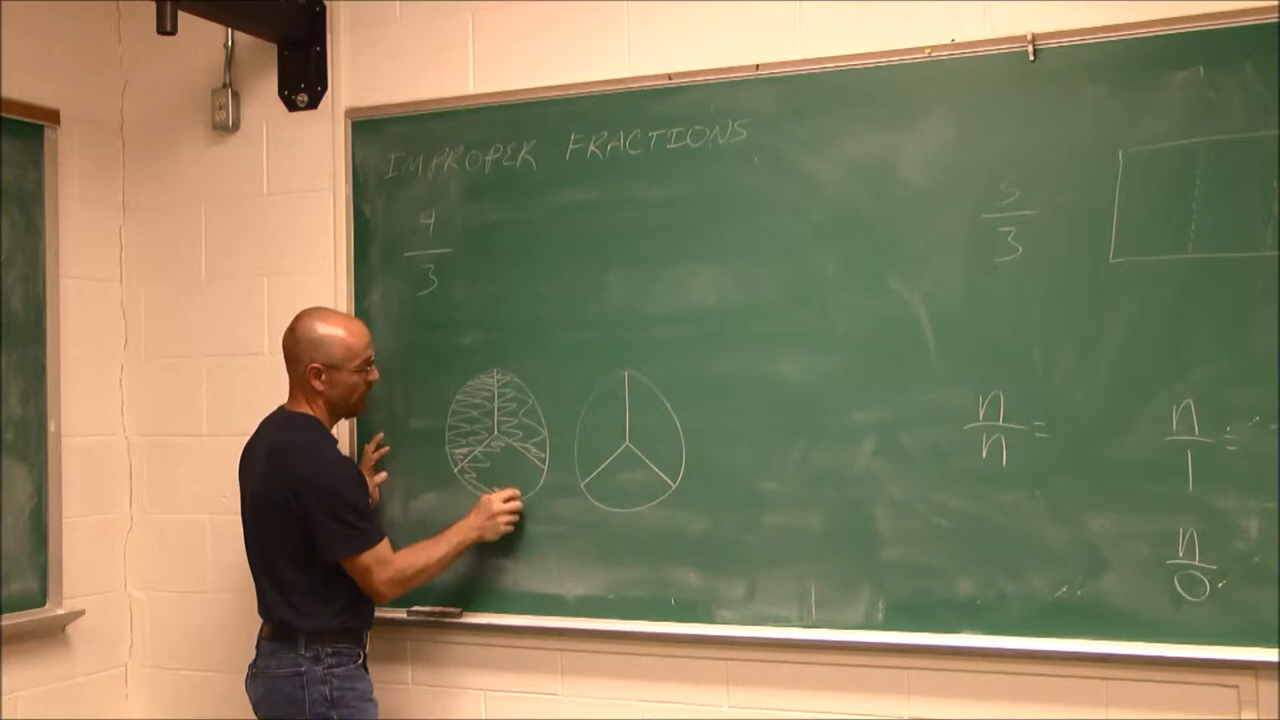 IMPROPER FRACTIONS
4
3
5
3
n
n =
n
1 =
n
0